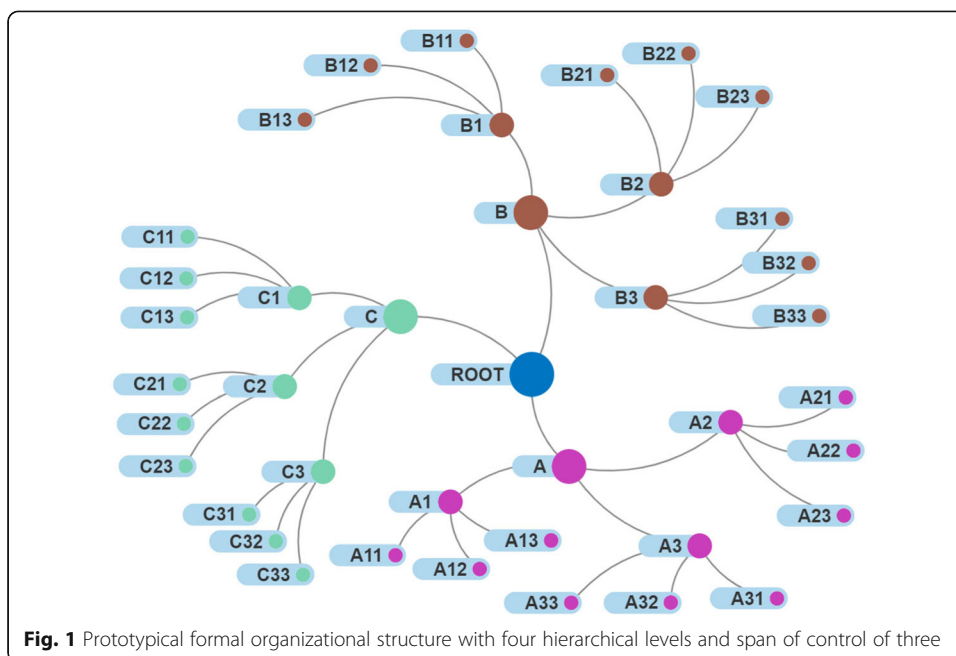 B11
B12
B13
B1
B21
B22
B23
B2
B
B31
B32
B33
B3
C11
C12
C13
C1
C
C21
C22
C23
C2
ROOT
C31
C32
C33
C3
A
A1
A11
A12
A13
A2
A21
A22
A23
A3
A33
A32
A31
Fig. 1 Prototypical formal organizational structure with four hierarchical levels and span of control of three